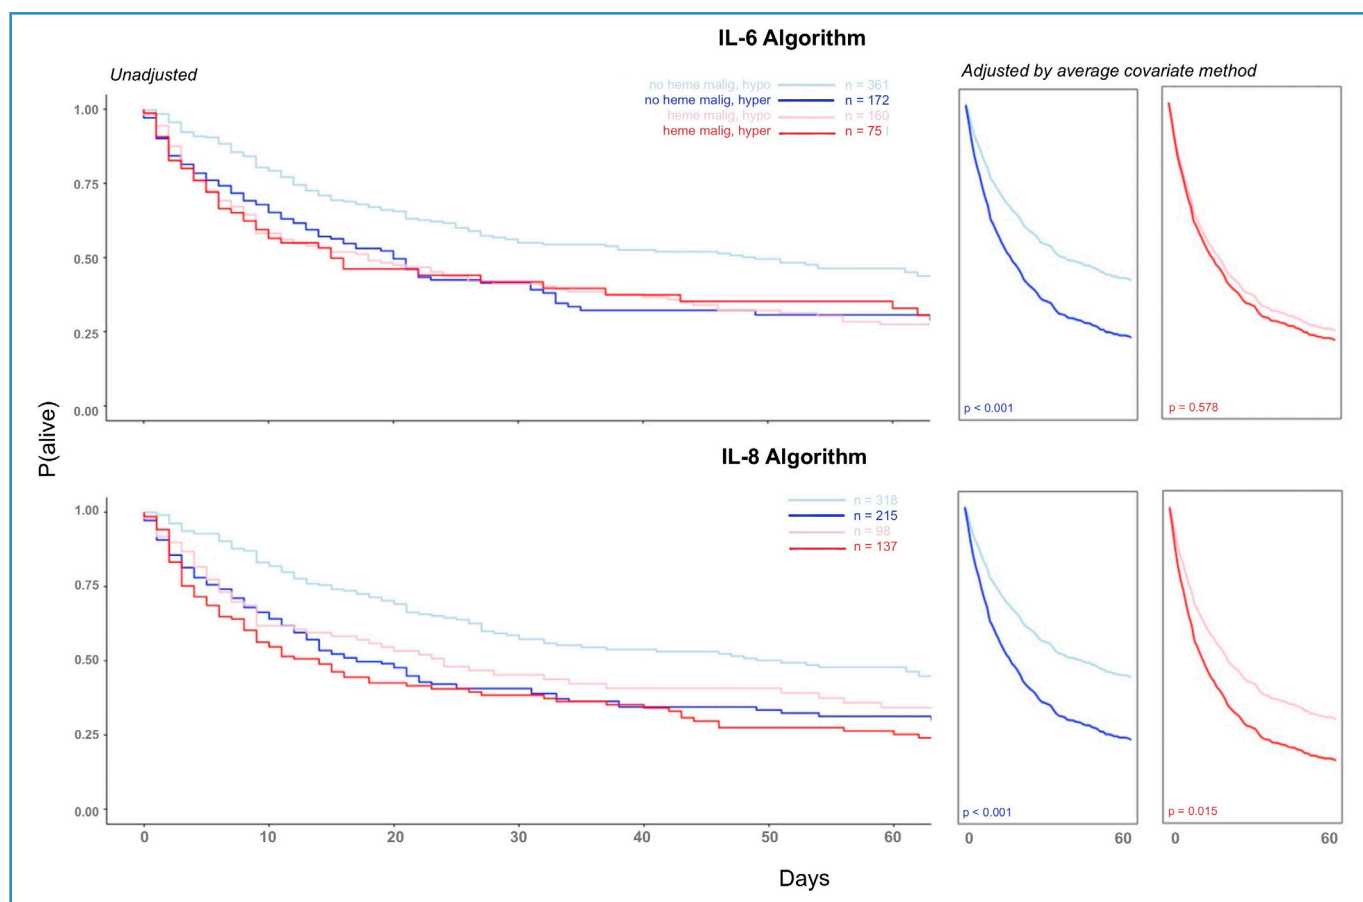 IL-6 Algorithm
Unadjusted
Adjusted by average covariate method
no heme malig, hypo n = 361
no heme malig, hyper n = 172
heme malig, hypo n = 160
heme malig, hyper n = 75
1.00
0.75
0.50
0.25
0.00
p < 0.001
p = 0.578
P(alive)
IL-8 Algorithm
n = 318
n = 215
n = 98
n = 137
1.00
0.75
0.50
0.25
0.00
p < 0.001
p = 0.015
0 10 20 30 40 50 60
0 60
0 60
Days